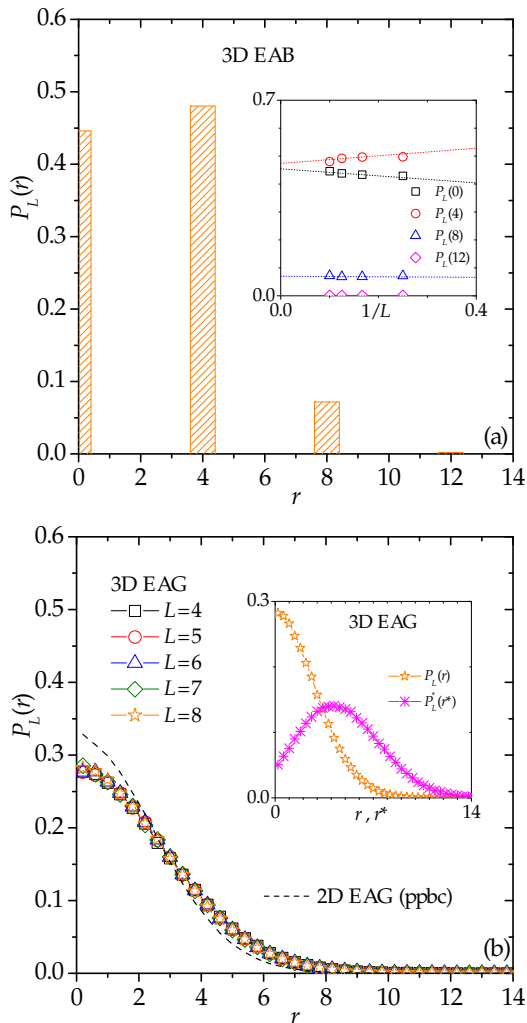 0.6
3D EAB
0.7
0.5
0.4
P_L(r)
P_L(0)
P_L(4)
P_L(8)
P_L(12)
0.3
0.0
0.0
1/L
0.4
0.2
0.1
0.0
(a)
0
2
4
6
8
10
12
14
r
0.6
3D EAG
L=4
L=5
L=6
L=7
L=8
0.5
0.4
0.3
0.2
0.1
0.0
P_L(r)
0.3
3D EAG
P_L(r)
P_L^*(r*)
0.0
0
r , r*
14
2D EAG (ppbc)
(b)
0
2
4
6
8
10
12
14
r